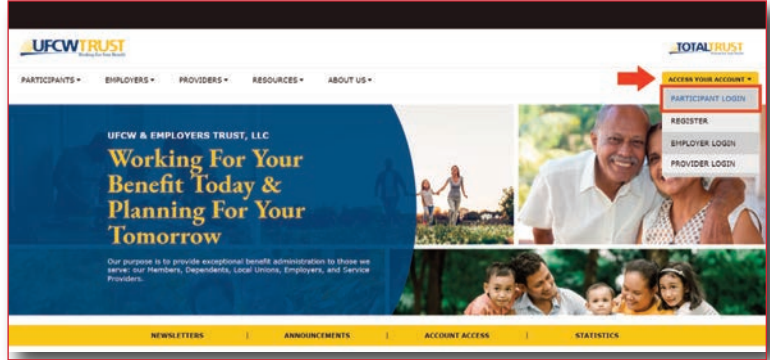 UFCWTRUST
Working For Your Benefit
TOTALTRUST
PARTICIPANTS
EMPLOYERS
PROVIDERS
RESOURCES
ABOUT US
ACCESS YOUR ACCOUNT
PARTICIPANT LOGIN
REGISTER
EMPLOYER LOGIN
PROVIDER LOGIN
UFCW & EMPLOYERS TRUST, LLC
Working For Your
Benefit Today &
Planning For Your
Tomorrow
Our purpose is to provide exceptional benefit administration to those we
serve: our Members, Dependents, Local Unions, Employers, and Service
Providers.
NEWSLETTERS | ANNOUNCEMENTS | ACCOUNT ACCESS | STATISTICS